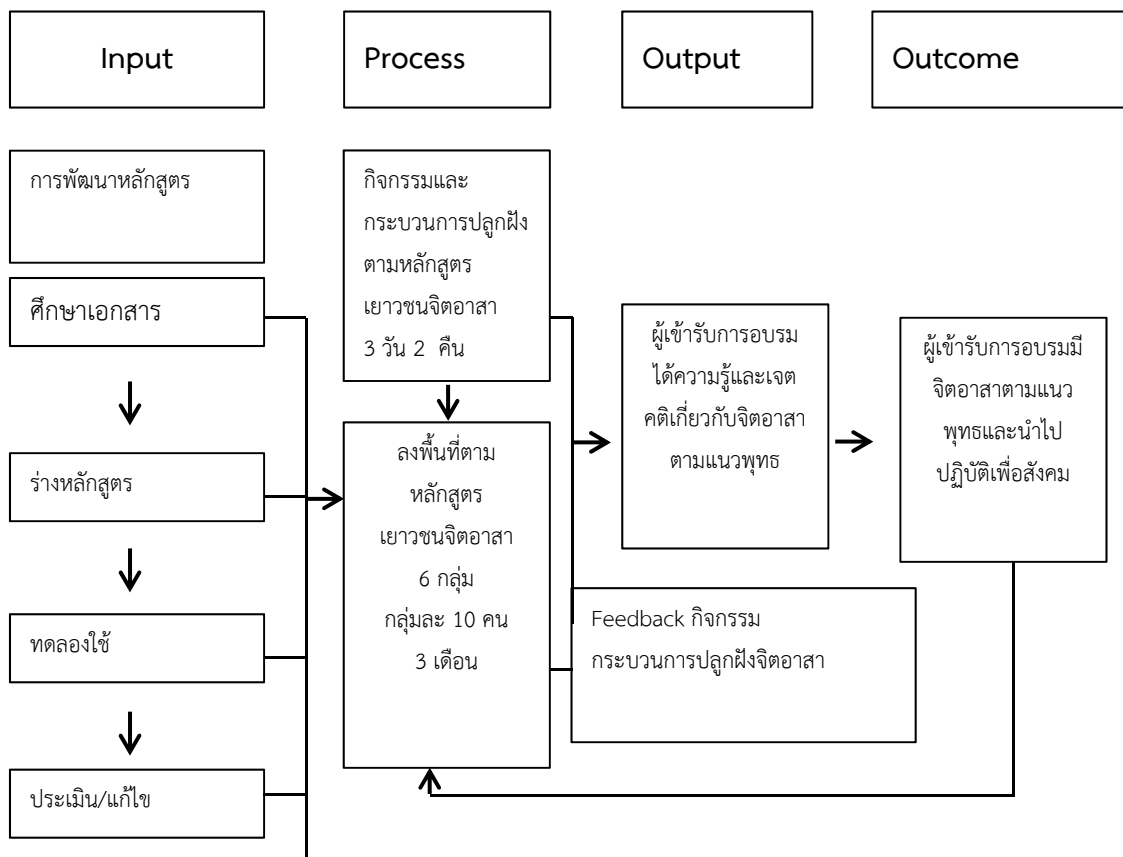 Input
Process
Output
Outcome
การพัฒนาหลักสูตร
ศึกษาเอกสาร
ร่างหลักสูตร
ทดลองใช้
ประเมิน/แก้ไข
กิจกรรมและ
กระบวนการปลูกฝัง
ตามหลักสูตร
เยาวชนจิตอาสา
3 วัน 2 คืน
ลงพื้นที่ตาม
หลักสูตร
เยาวชนจิตอาสา
6 กลุ่ม
กลุ่มละ 10 คน
3 เดือน
ผู้เข้ารับการอบรม
ได้ความรู้และเจต
คติเกี่ยวกับจิตอาสา
ตามแนวพุทธ
ผู้เข้ารับการอบรมมี
จิตอาสาตามแนว
พุทธและนำไป
ปฏิบัติเพื่อสังคม
Feedback กิจกรรม
กระบวนการปลูกฝังจิตอาสา